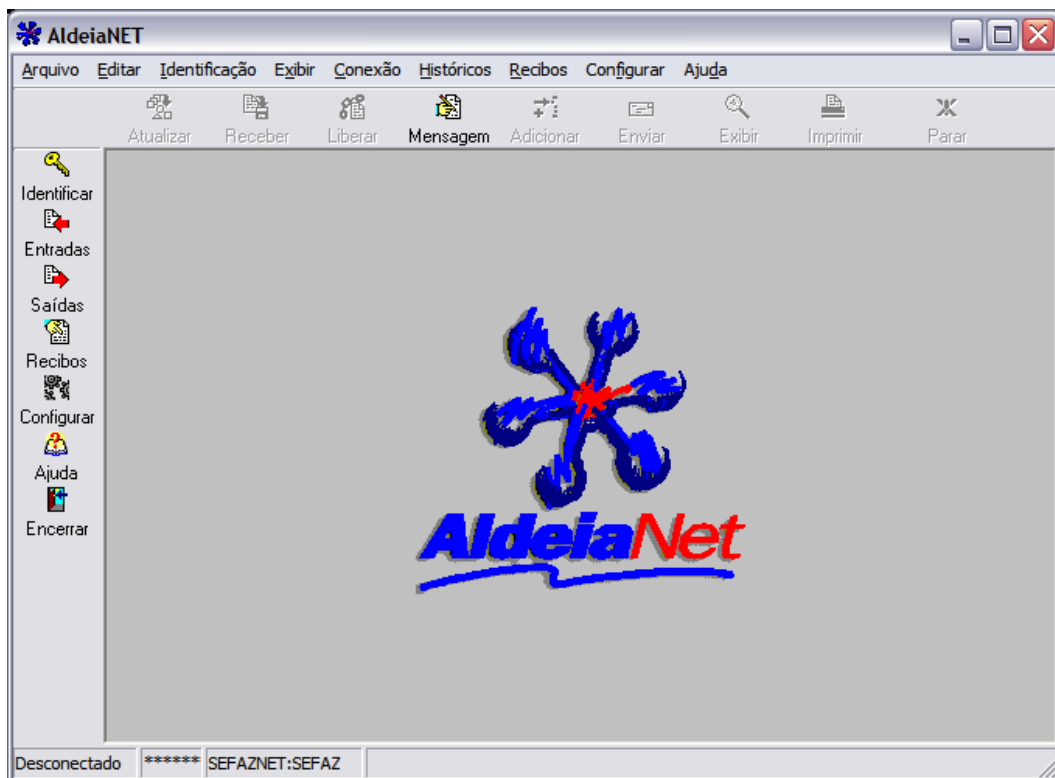 AldeiaNET
Arquivo Editar Identificação Exibir Conexão Históricos Recibos Configurar Ajuda
Atualizar Receber Liberar Mensagem Adicionar Enviar Exibir Imprimir Parar
Identificar
Entradas
Saídas
Recibos
Configurar
Ajuda
Encerrar
AldeiaNet
Desconectado ****** SEFAZNET:SEFAZ